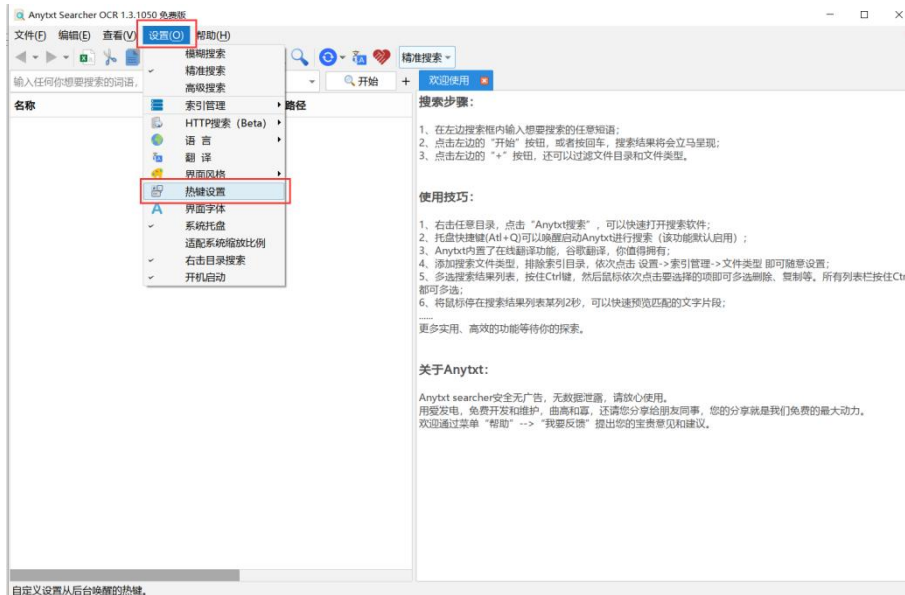 Anytxt Searcher OCR 1.3.1050 免费版
文件(F) 编辑(E) 查看(V) 设置(O) 帮助(H)
精准搜索
输入任何你想要搜索的词语,
开始
+
欢迎使用
名称
路径
模糊搜索
精准搜索
高级搜索
索引管理
HTTP搜索 (Beta)
语 言
翻 译
界面风格
热键设置
界面字体
系统托盘
适配系统缩放比例
右击目录搜索
开机启动
搜索步骤:
1、在左边搜索框内输入想要搜索的任意短语;
2、点击左边的 "开始" 按钮, 或者按回车, 搜索结果将会立马呈现;
3、点击左边的 "+" 按钮, 还可以过滤文件目录和文件类型。
使用技巧:
1、右击任意目录, 点击 "Anytxt搜索" , 可以快速打开搜索软件;
2、托盘快捷键(Atl+Q)可以唤醒启动Anytxt进行搜索 (该功能默认启用) ;
3、Anytxt内置了在线翻译功能, 谷歌翻译, 你值得拥有;
4、添加搜索文件类型, 排除索引目录, 依次点击 设置->索引管理->文件类型 即可随意设置;
5、多选搜索结果列表, 按住Ctrl键, 然后鼠标依次点击要选择的项即可多选删除、复制等。所有列表栏按住Ctr
都可多选;
6、将鼠标停在搜索结果列表某列2秒, 可以快速预览匹配的文字片段;
......
更多实用、高效的功能等待你的探索。
关于Anytxt:
Anytxt searcher安全无广告, 无数据泄露, 请放心使用。
用爱发电, 免费开发和维护, 曲高和寡, 还请您分享给朋友同事, 您的分享就是我们免费的最大动力。
欢迎通过菜单 "帮助" --> "我要反馈" 提出您的宝贵意见和建议。
自定义设置从后台唤醒的热键。